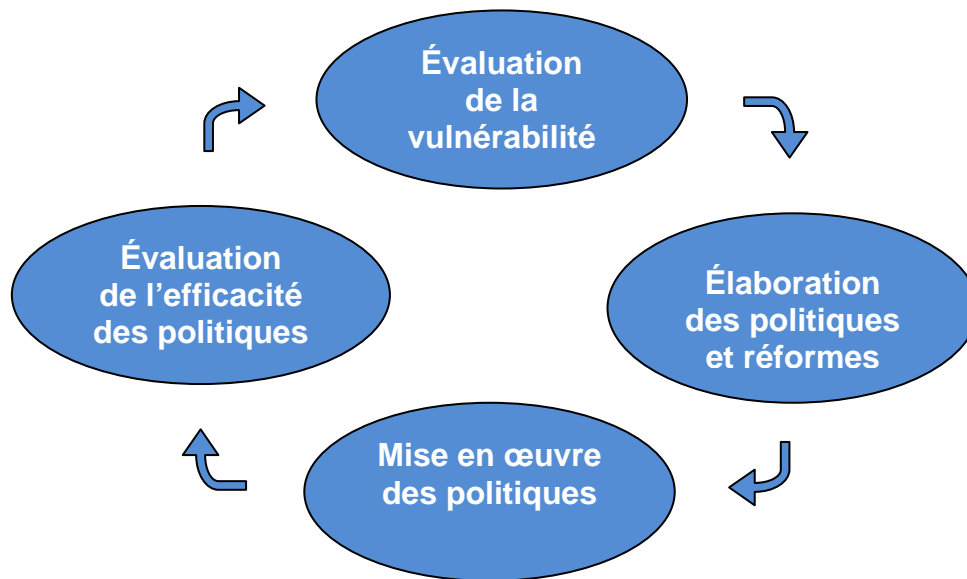 Évaluation
de la
vulnérabilité
Élaboration
des politiques
et réformes
Mise en œuvre
des politiques
Évaluation
de l’efficacité
des politiques